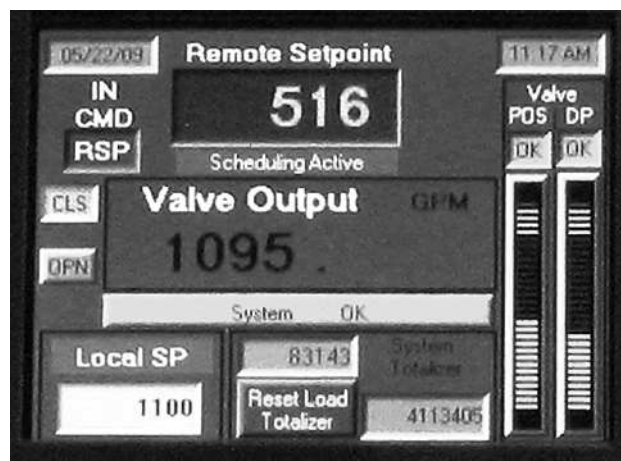 05/22/09
Remote Setpoint
11:17 AM
IN
CMD
RSP
516
Scheduling Active
Valve
POS DP
OK OK
CLS
OPN
Valve Output GPM
1095.
System OK
Local SP
1100
83143
System
Totalizer
Reset Load
Totalizer
4113405